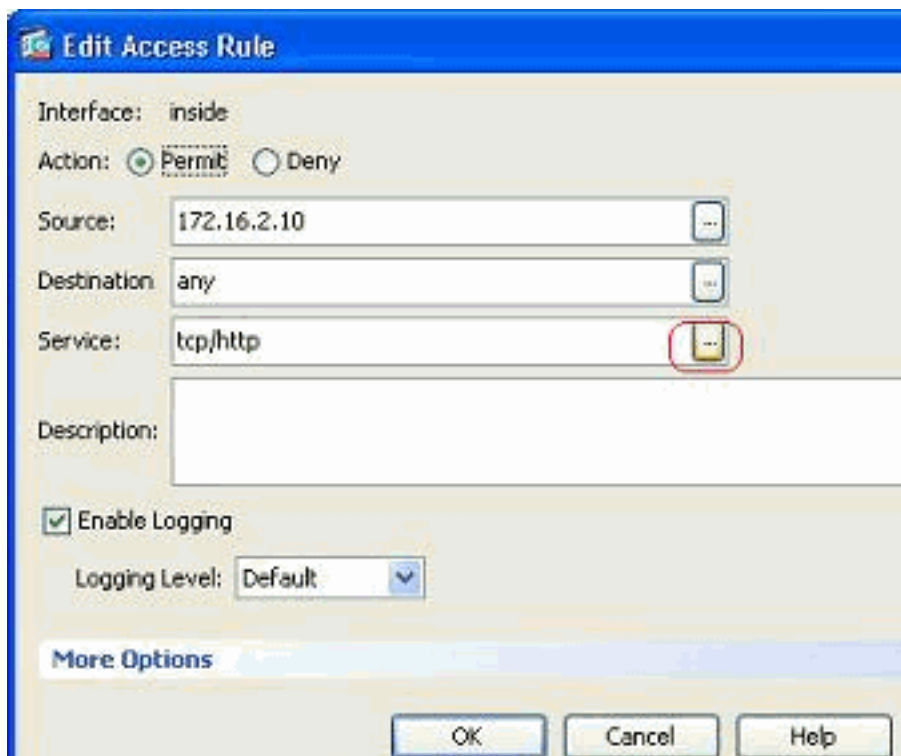 Edit Access Rule
Interface: inside
Action: Permit Deny
Source: 172.16.2.10 ...
Destination any ...
Service: tcp/http ...
Description:
Enable Logging
Logging Level: Default
More Options
OK Cancel Help